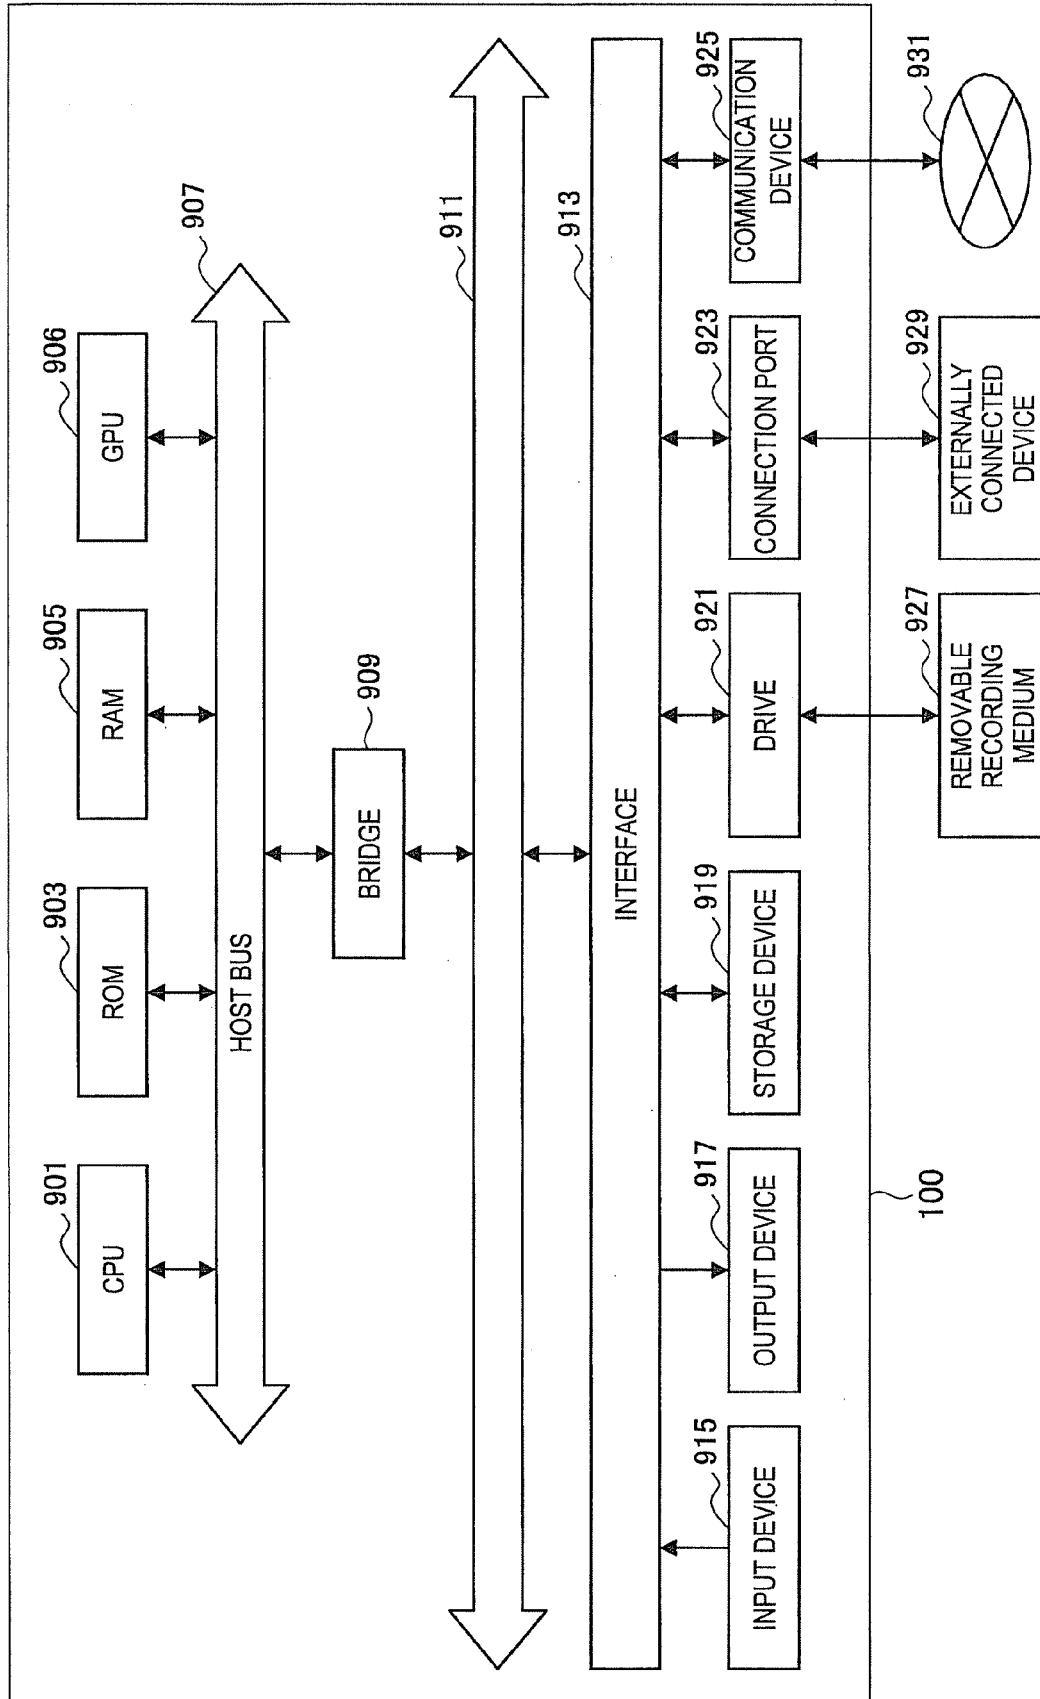 901
CPU
903
ROM
905
RAM
906
GPU
907
HOST BUS
909
BRIDGE
911
913
INTERFACE
915
INPUT DEVICE
917
OUTPUT DEVICE
919
STORAGE DEVICE
921
DRIVE
923
CONNECTION PORT
925
COMMUNICATION
DEVICE
100
927
REMOVABLE
RECORDING
MEDIUM
929
EXTERNALLY
CONNECTED
DEVICE
931